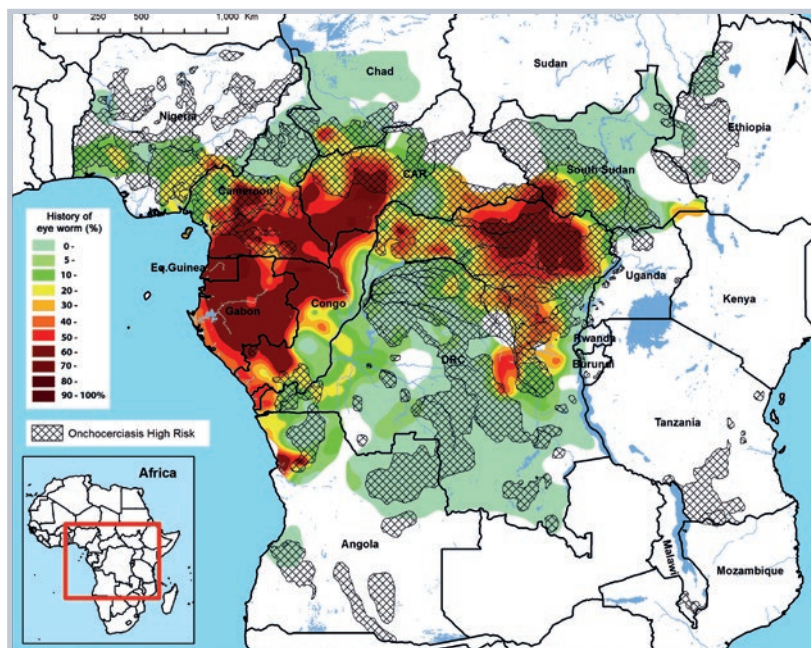 0 250 500 1,000 Km
N
Chad
Sudan
Nigeria
Ethiopia
CAR
South Sudan
Cameroon
History of
eye worm (%)
0 -
5 -
10 -
20 -
30 -
40 -
50 -
60 -
70 -
80 -
90 - 100%
Eq.Guinea
Uganda
Kenya
Gabon
Congo
Rwanda
DRC
Burundi
Onchocerciasis High Risk
Tanzania
Africa
Angola
Malawi
Mozambique